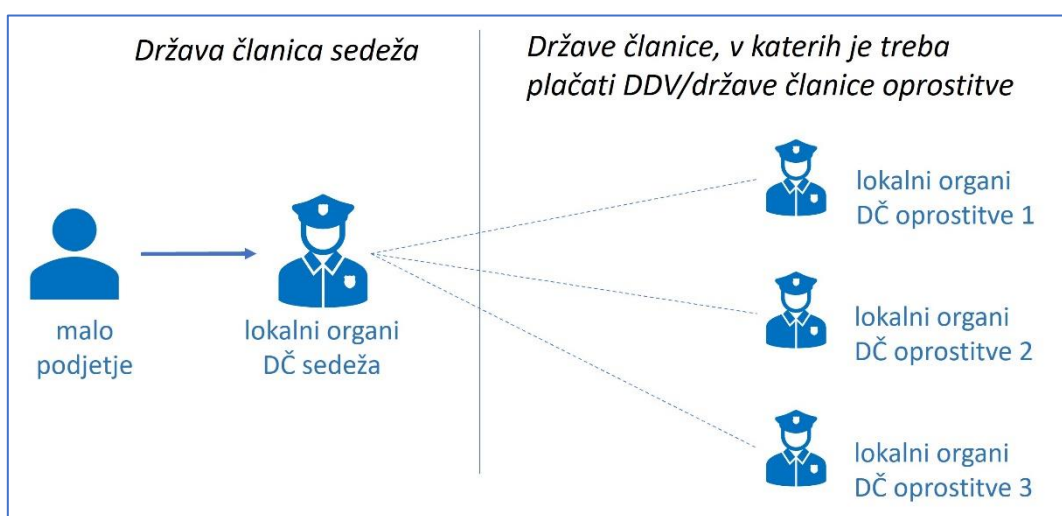 Država članica sedeža
Države članice, v katerih je treba
plačati DDV/države članice oprostitve
malo
podjetje
lokalni organi
DČ sedeža
lokalni organi
DČ oprostitve 1
lokalni organi
DČ oprostitve 2
lokalni organi
DČ oprostitve 3